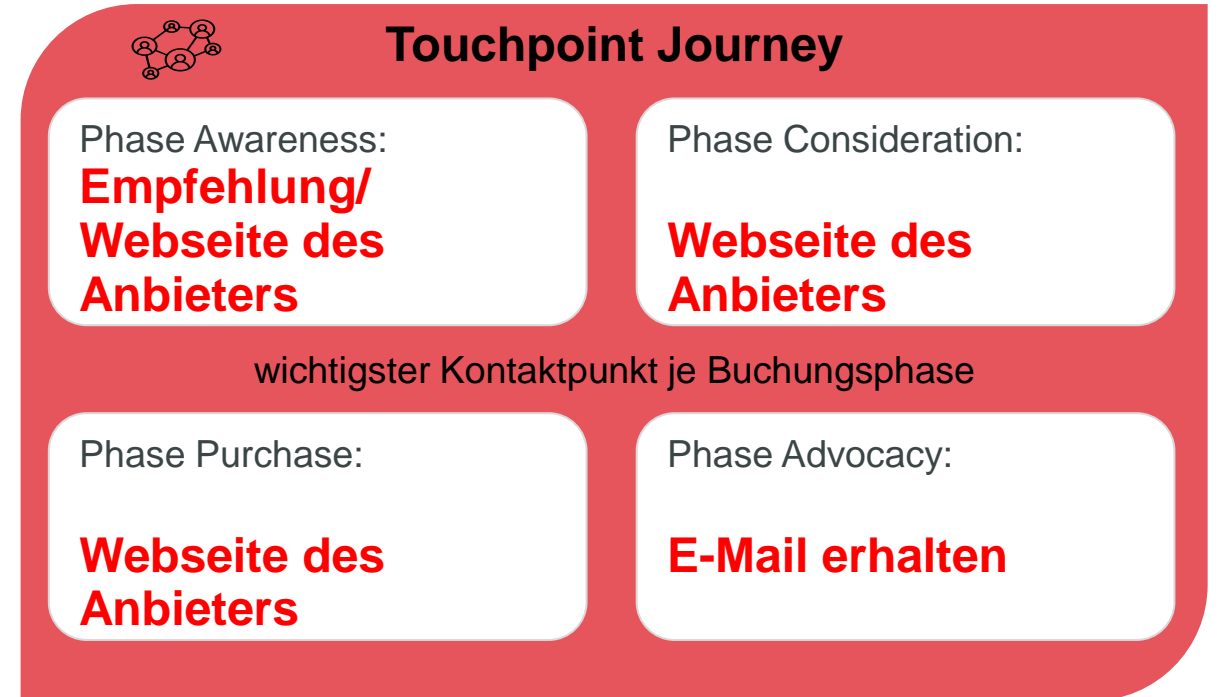 Touchpoint Journey
Phase Awareness:
Empfehlung/
Webseite des
Anbieters
Phase Consideration:
Webseite des
Anbieters
wichtigster Kontaktpunkt je Buchungsphase
Phase Purchase:
Webseite des
Anbieters
Phase Advocacy:
E-Mail erhalten